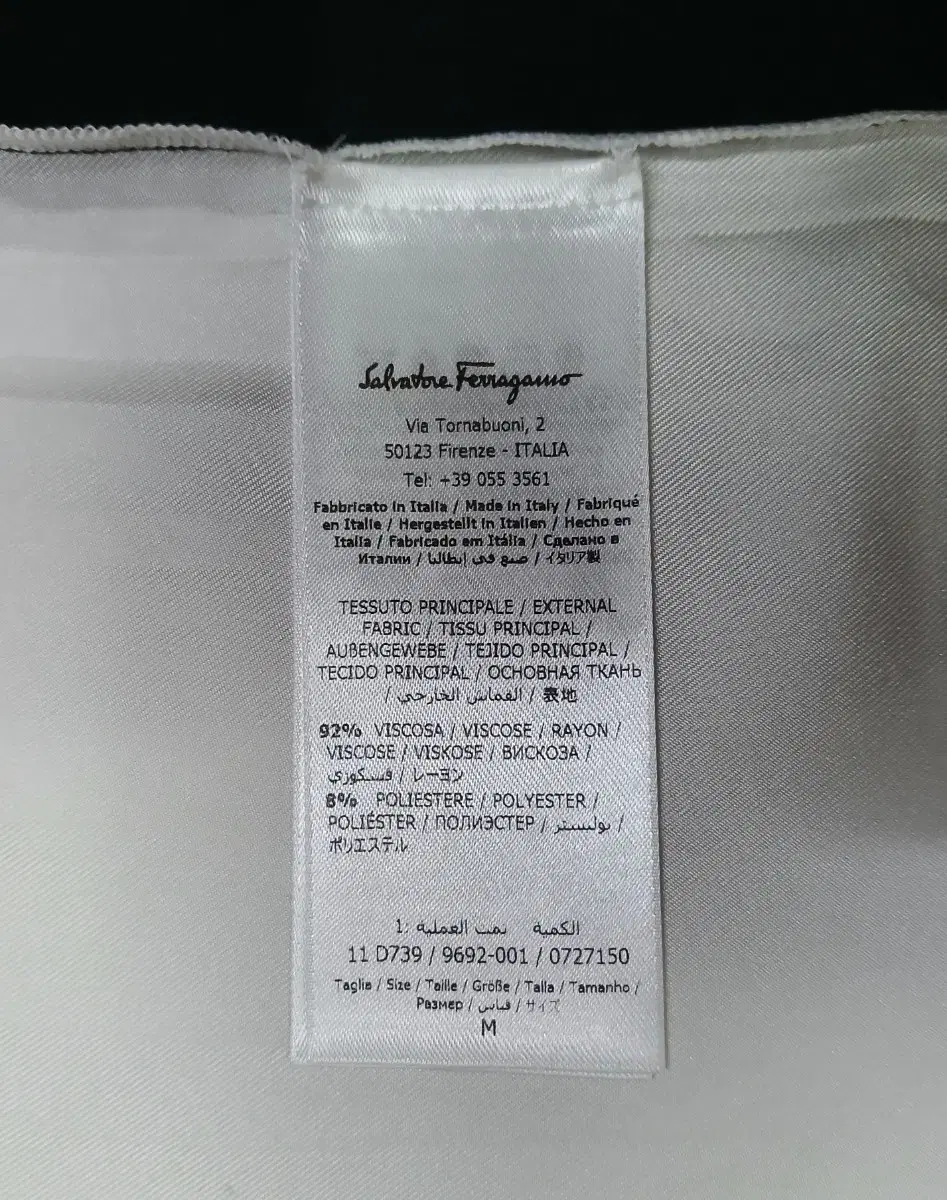 Salvatore Ferragamo
Via Tornabuoni, 2
50123 Firenze - ITALIA
Tel: +39 055 3561
Fabbricato in Italia / Made in Italy / Fabriqué
en Italie / Hergestellt in Italien / Hecho en
Italia / Fabricado em Itália / Сделано в
Италии / صنع في إيطاليا / イタリア製
TESSUTO PRINCIPALE / EXTERNAL
FABRIC / TISSU PRINCIPAL /
AUßENGEWEBE / TEJIDO PRINCIPAL /
TECIDO PRINCIPAL / ОСНОВНАЯ ТКАНЬ
/ القماش الخارجي / 表地
92% VISCOSA / VISCOSE / RAYON /
VISCOSE / VISKOSE / ВИСКОЗА /
فسكوزي / レーヨン
8% POLIESTERE / POLYESTER /
POLIÉSTER / ПОЛИЭСТЕР / بوليستر /
ポリエステル
الكمية تمت العملية :1
11 D739 / 9692-001 / 0727150
Taglia / Size / Taille / Größe / Talla / Tamanho /
Размер / قياس / サイズ
M